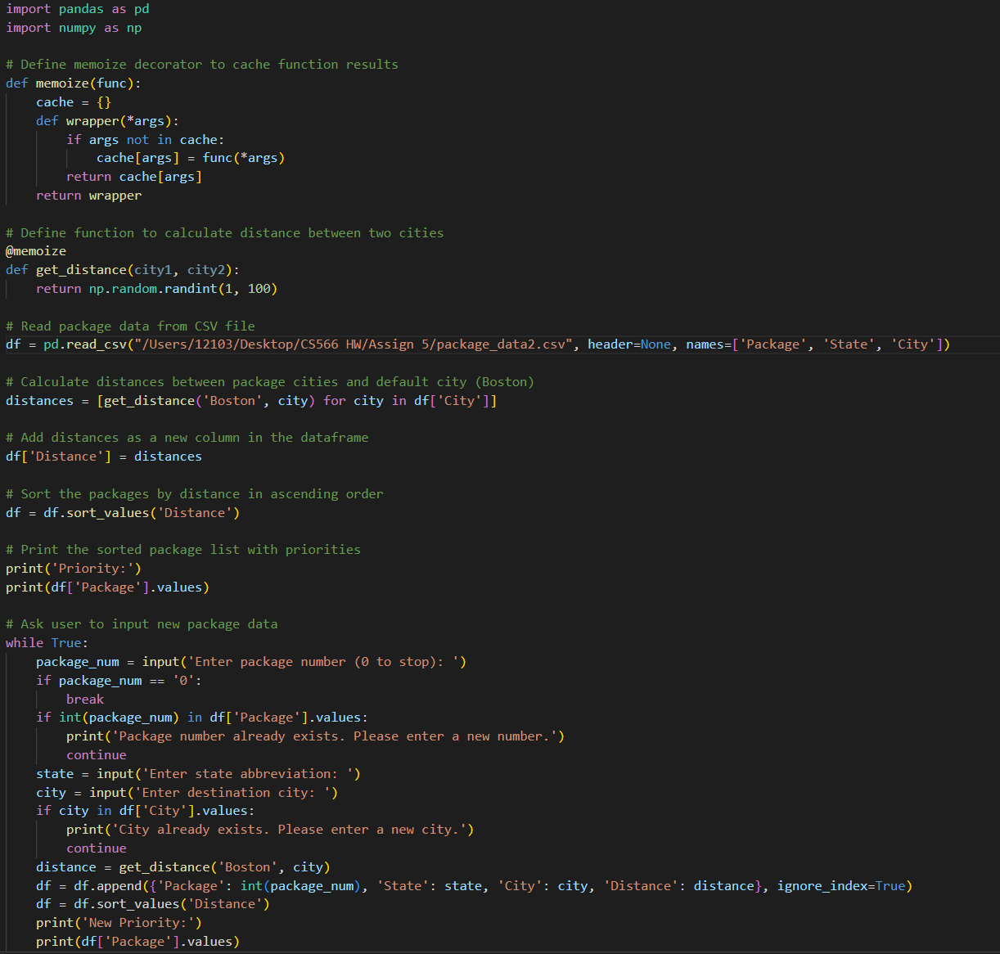 import pandas as pd
import numpy as np

# Define memoize decorator to cache function results
def memoize(func):
    cache = {}
    def wrapper(*args):
        if args not in cache:
            cache[args] = func(*args)
        return cache[args]
    return wrapper

# Define function to calculate distance between two cities
@memoize
def get_distance(city1, city2):
    return np.random.randint(1, 100)

# Read package data from CSV file
df = pd.read_csv("/Users/12103/Desktop/CS566 HW/Assign 5/package_data2.csv", header=None, names=['Package', 'State', 'City'])

# Calculate distances between package cities and default city (Boston)
distances = [get_distance('Boston', city) for city in df['City']]

# Add distances as a new column in the dataframe
df['Distance'] = distances

# Sort the packages by distance in ascending order
df = df.sort_values('Distance')

# Print the sorted package list with priorities
print('Priority:')
print(df['Package'].values)

# Ask user to input new package data
while True:
    package_num = input('Enter package number (0 to stop): ')
    if package_num == '0':
        break
    if int(package_num) in df['Package'].values:
        print('Package number already exists. Please enter a new number.')
        continue
    state = input('Enter state abbreviation: ')
    city = input('Enter destination city: ')
    if city in df['City'].values:
        print('City already exists. Please enter a new city.')
        continue
    distance = get_distance('Boston', city)
    df = df.append({'Package': int(package_num), 'State': state, 'City': city, 'Distance': distance}, ignore_index=True)
    df = df.sort_values('Distance')
    print('New Priority:')
    print(df['Package'].values)